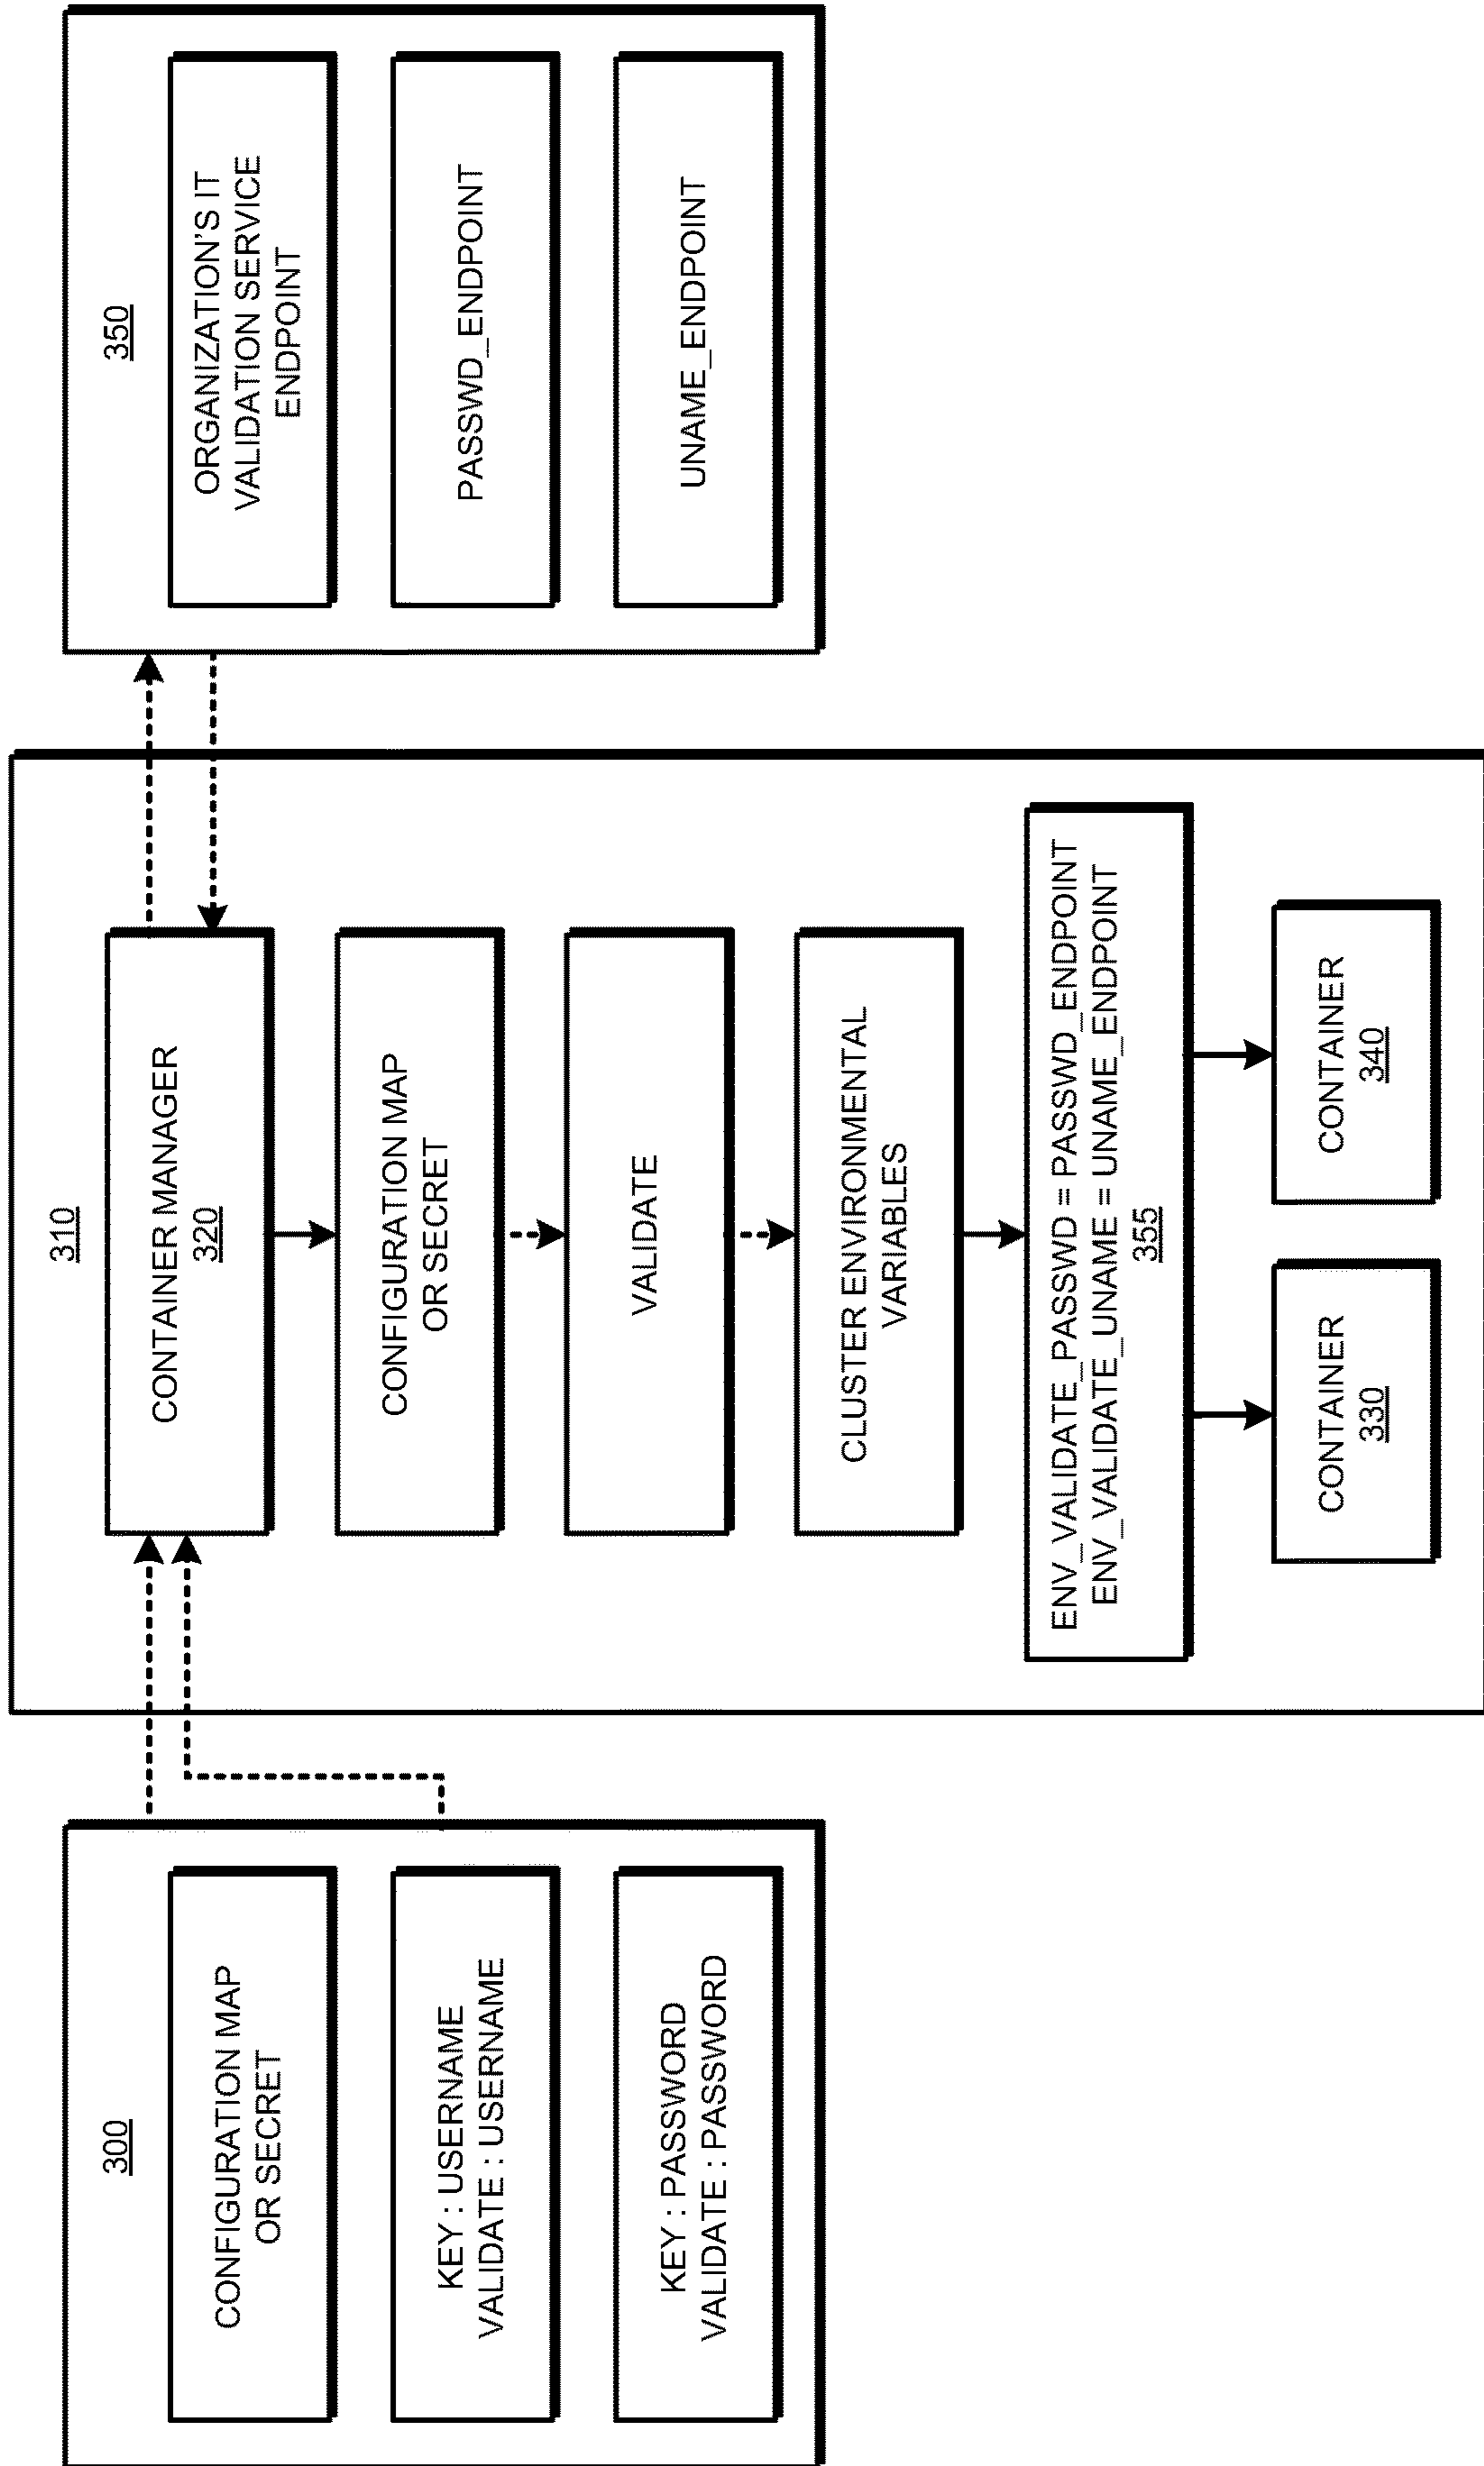 300
CONFIGURATION MAP
OR SECRET
KEY : USERNAME
VALIDATE : USERNAME
KEY : PASSWORD
VALIDATE : PASSWORD
310
CONTAINER MANAGER
320
CONFIGURATION MAP
OR SECRET
VALIDATE
CLUSTER ENVIRONMENTAL
VARIABLES
ENV_VALIDATE_PASSWD = PASSWD_ENDPOINT
ENV_VALIDATE_UNAME = UNAME_ENDPOINT
355
CONTAINER
330
CONTAINER
340
350
ORGANIZATION'S IT
VALIDATION SERVICE
ENDPOINT
PASSWD_ENDPOINT
UNAME_ENDPOINT